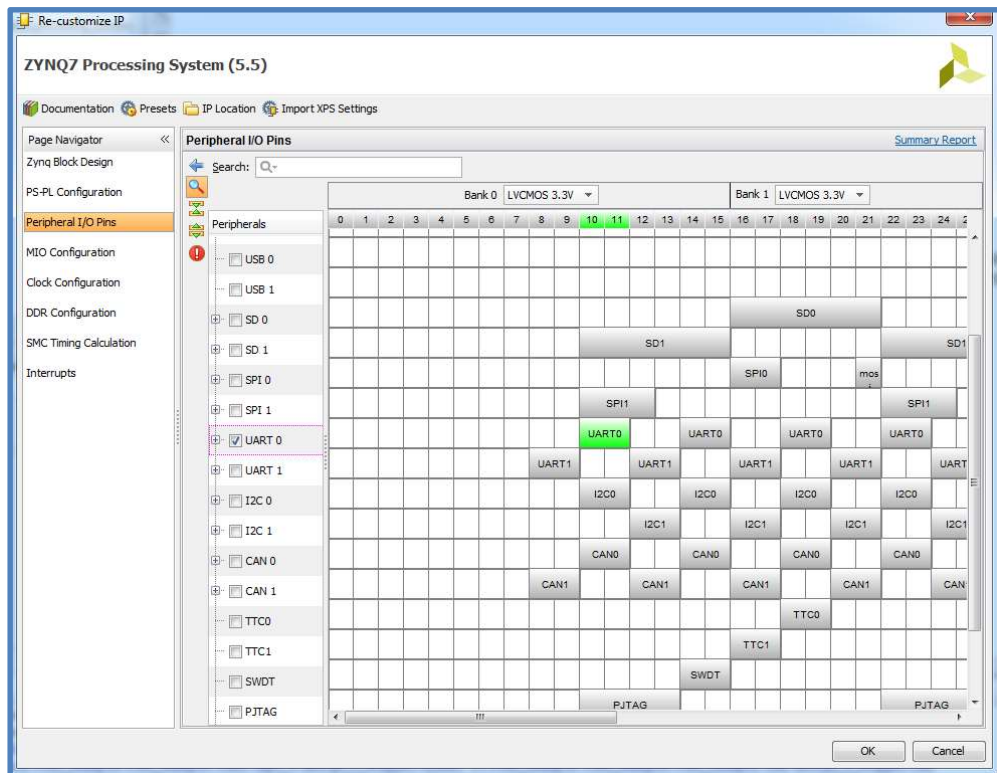 Re-customize IP
ZYNQ7 Processing System (5.5)
Documentation Presets IP Location Import XPS Settings
Page Navigator «
Zynq Block Design
PS-PL Configuration
Peripheral I/O Pins
MIO Configuration
Clock Configuration
DDR Configuration
SMC Timing Calculation
Interrupts
Peripheral I/O Pins Summary Report
Search:
Bank 0 LVCMOS 3.3V Bank 1 LVCMOS 3.3V
Peripherals 0 1 2 3 4 5 6 7 8 9 10 11 12 13 14 15 16 17 18 19 20 21 22 23 24
USB 0
USB 1
SD 0 SD0
SD 1 SD1 SD1
SPI 0 SPI0 mos
SPI 1 SPI1 SPI1
UART 0 UART0 UART0 UART0 UART0
UART 1 UART1 UART1 UART1 UART1 UART
I2C 0 I2C0 I2C0 I2C0 I2C0
I2C 1 I2C1 I2C1 I2C1 I2C1
CAN 0 CAN0 CAN0 CAN0 CAN0
CAN 1 CAN1 CAN1 CAN1 CAN1 CAN
TTC0 TTC0
TTC1 TTC1
SWDT SWDT
PJTAG PJTAG PJTAG
OK Cancel